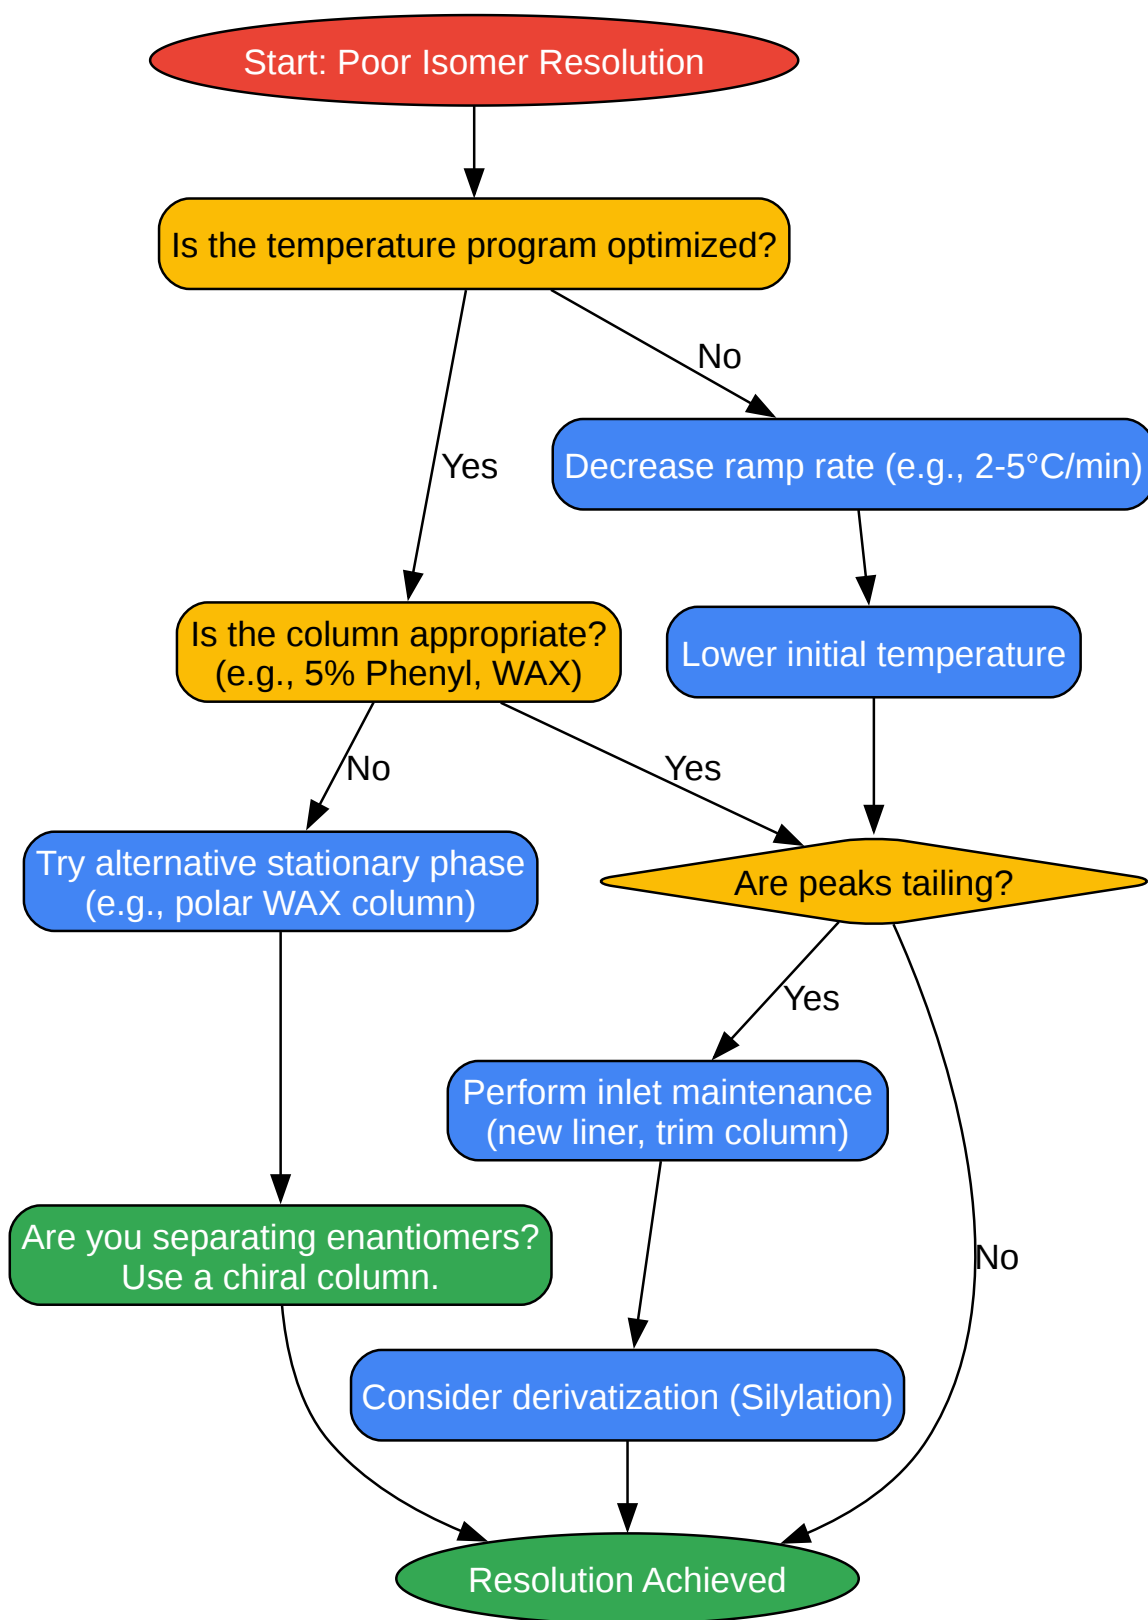 Start: Poor Isomer Resolution
Is the temperature program optimized?
No
Yes
Decrease ramp rate (e.g., 2-5°C/min)
Is the column appropriate?
(e.g., 5% Phenyl, WAX)
Lower initial temperature
No
Yes
Try alternative stationary phase
(e.g., polar WAX column)
Are peaks tailing?
Yes
Perform inlet maintenance
(new liner, trim column)
Are you separating enantiomers?
Use a chiral column.
No
Consider derivatization (Silylation)
Resolution Achieved